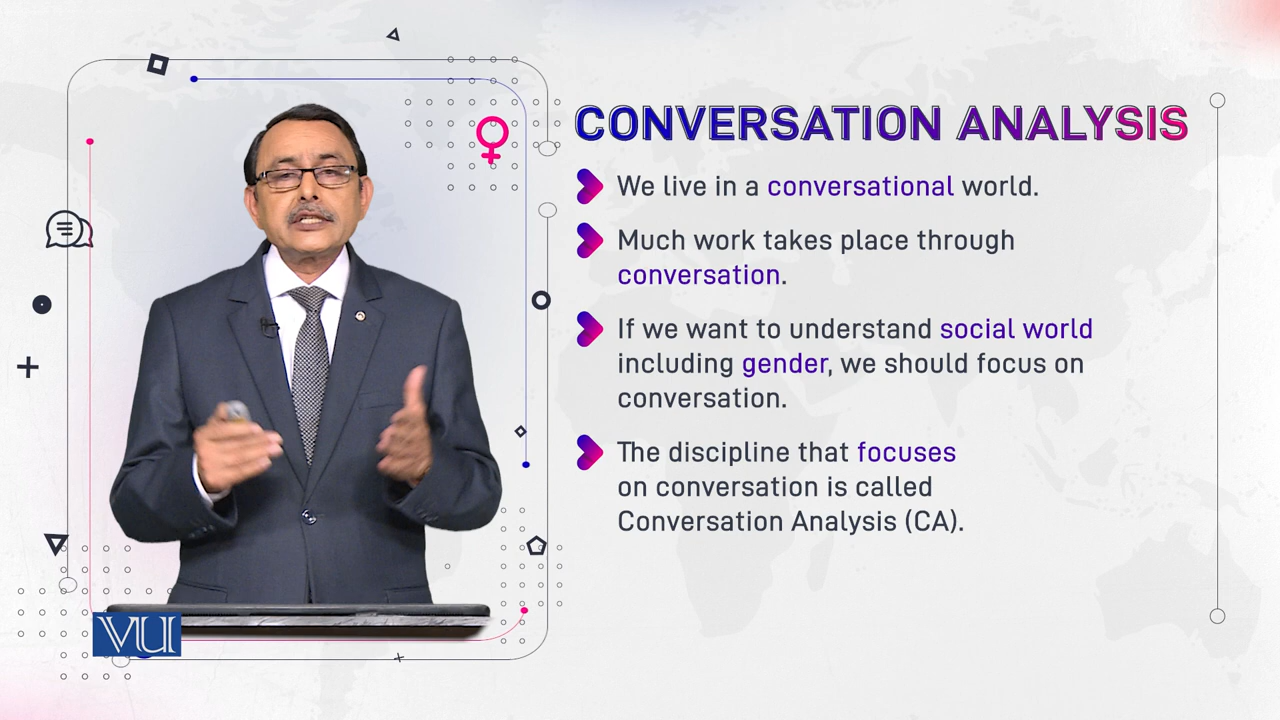 CONVERSATION ANALYSIS
We live in a conversational world.
Much work takes place through
conversation.
If we want to understand social world
including gender, we should focus on
conversation.
The discipline that focuses
on conversation is called
Conversation Analysis (CA).
VU